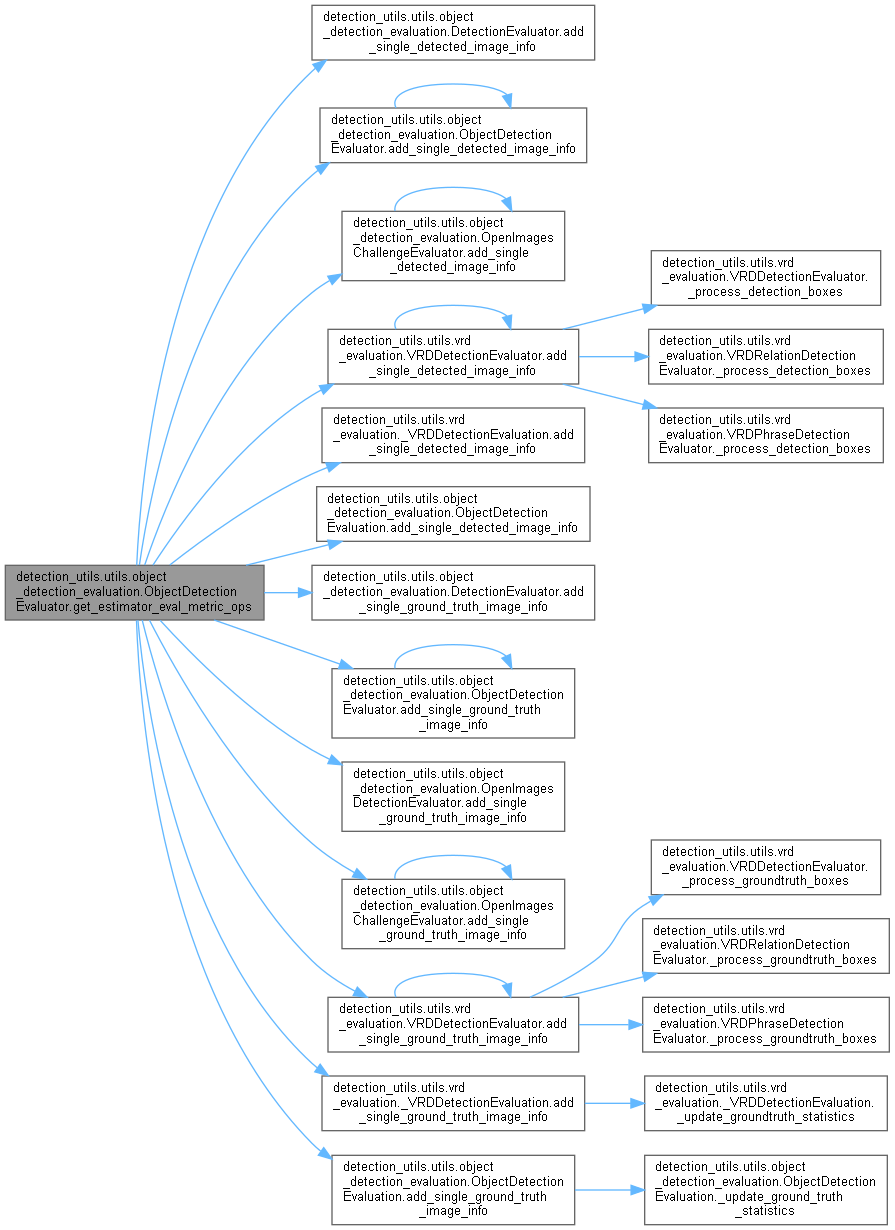 detection_utils.utils.object
_detection_evaluation.DetectionEvaluator.add
_single_detected_image_info
detection_utils.utils.object
_detection_evaluation.ObjectDetection
Evaluator.add_single_detected_image_info
detection_utils.utils.object
_detection_evaluation.OpenImages
ChallengeEvaluator.add_single
_detected_image_info
detection_utils.utils.vrd
_evaluation.VRDDetectionEvaluator.add
_single_detected_image_info
detection_utils.utils.vrd
_evaluation.VRDDetectionEvaluator.
_process_detection_boxes
detection_utils.utils.vrd
_evaluation.VRDRelationDetection
Evaluator._process_detection_boxes
detection_utils.utils.vrd
_evaluation.VRDPhraseDetection
Evaluator._process_detection_boxes
detection_utils.utils.vrd
_evaluation._VRDDetectionEvaluation.add
_single_detected_image_info
detection_utils.utils.object
_detection_evaluation.ObjectDetection
Evaluation.add_single_detected_image_info
detection_utils.utils.object
_detection_evaluation.ObjectDetection
Evaluator.get_estimator_eval_metric_ops
detection_utils.utils.object
_detection_evaluation.DetectionEvaluator.add
_single_ground_truth_image_info
detection_utils.utils.object
_detection_evaluation.ObjectDetection
Evaluator.add_single_ground_truth
_image_info
detection_utils.utils.object
_detection_evaluation.OpenImages
DetectionEvaluator.add_single
_ground_truth_image_info
detection_utils.utils.object
_detection_evaluation.OpenImages
ChallengeEvaluator.add_single
_ground_truth_image_info
detection_utils.utils.vrd
_evaluation.VRDDetectionEvaluator.add
_single_ground_truth_image_info
detection_utils.utils.vrd
_evaluation.VRDDetectionEvaluator.
_process_groundtruth_boxes
detection_utils.utils.vrd
_evaluation.VRDRelationDetection
Evaluator._process_groundtruth_boxes
detection_utils.utils.vrd
_evaluation.VRDPhraseDetection
Evaluator._process_groundtruth_boxes
detection_utils.utils.vrd
_evaluation._VRDDetectionEvaluation.add
_single_ground_truth_image_info
detection_utils.utils.vrd
_evaluation._VRDDetectionEvaluation.
_update_groundtruth_statistics
detection_utils.utils.object
_detection_evaluation.ObjectDetection
Evaluation.add_single_ground_truth
_image_info
detection_utils.utils.object
_detection_evaluation.ObjectDetection
Evaluation._update_ground_truth
_statistics